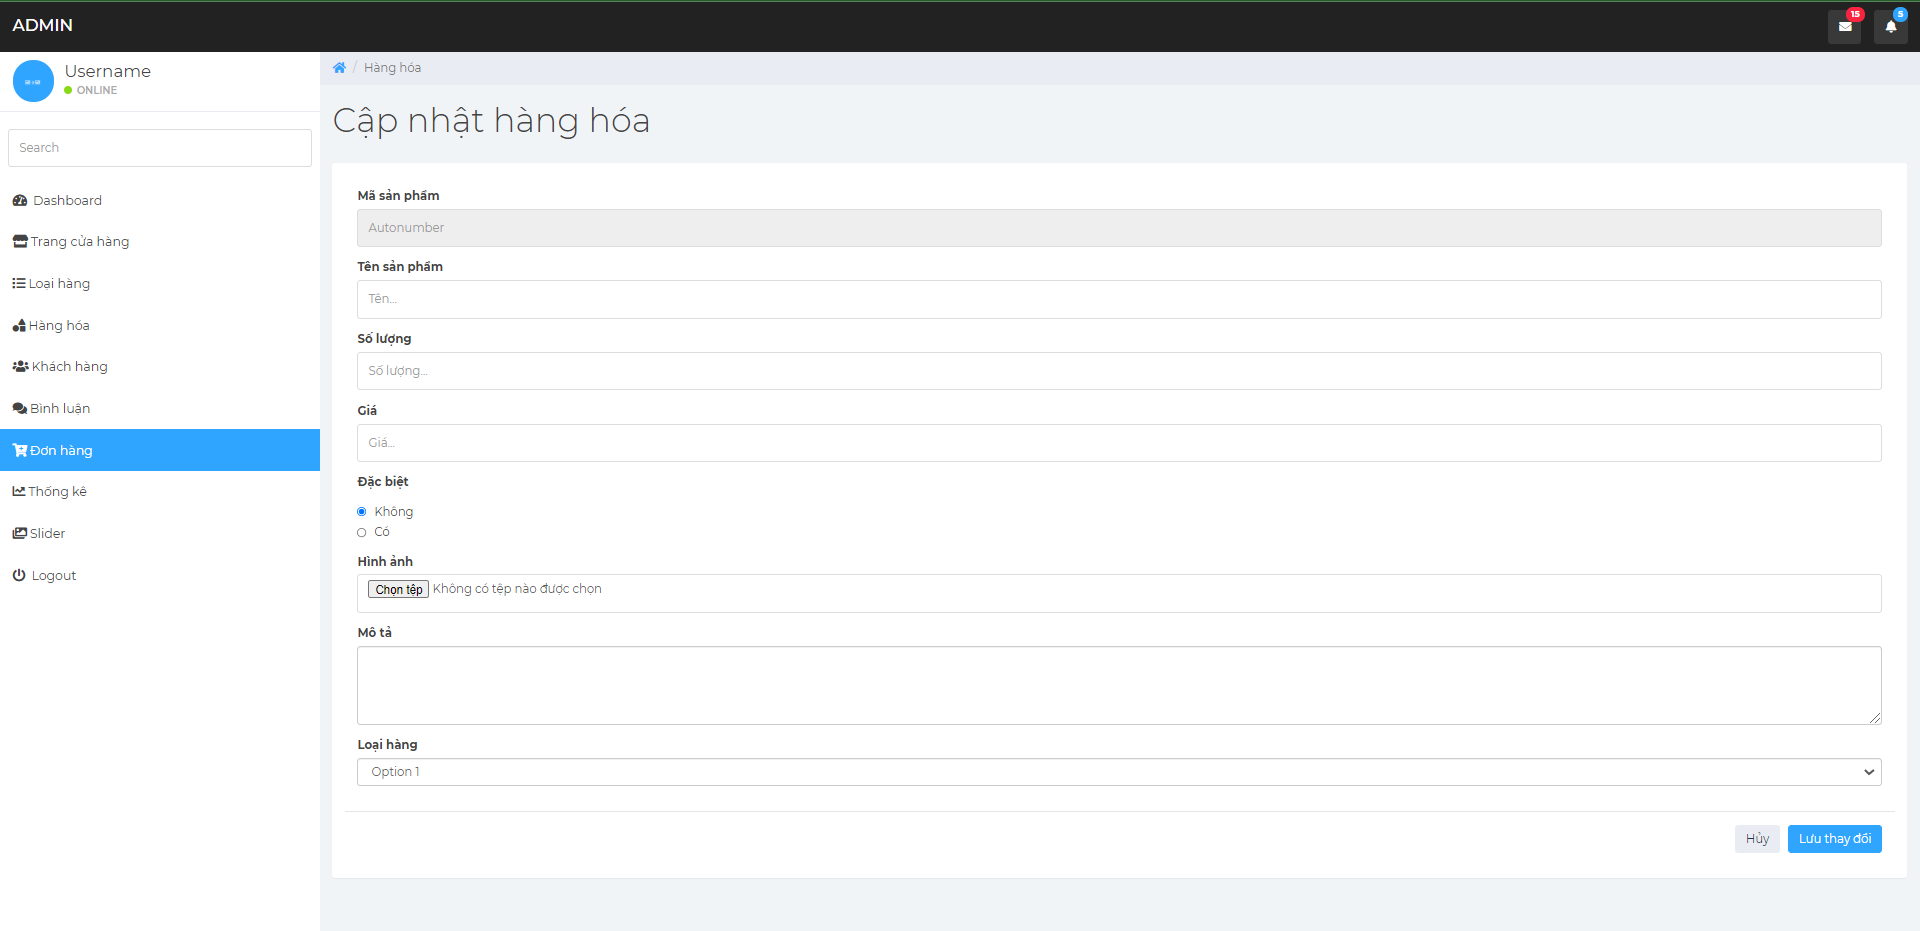 ADMIN
15
5
Username
ONLINE
Search
Dashboard
Trang cửa hàng
Loại hàng
Hàng hóa
Khách hàng
Bình luận
Đơn hàng
Thống kê
Slider
Logout
/ Hàng hóa
Cập nhật hàng hóa
Mã sản phẩm
Autonumber
Tên sản phẩm
Tên...
Số lượng
Số lượng...
Giá
Giá...
Đặc biệt
Không
Có
Hình ảnh
Chọn tệp Không có tệp nào được chọn
Mô tả
Loại hàng
Option 1
Hủy Lưu thay đổi